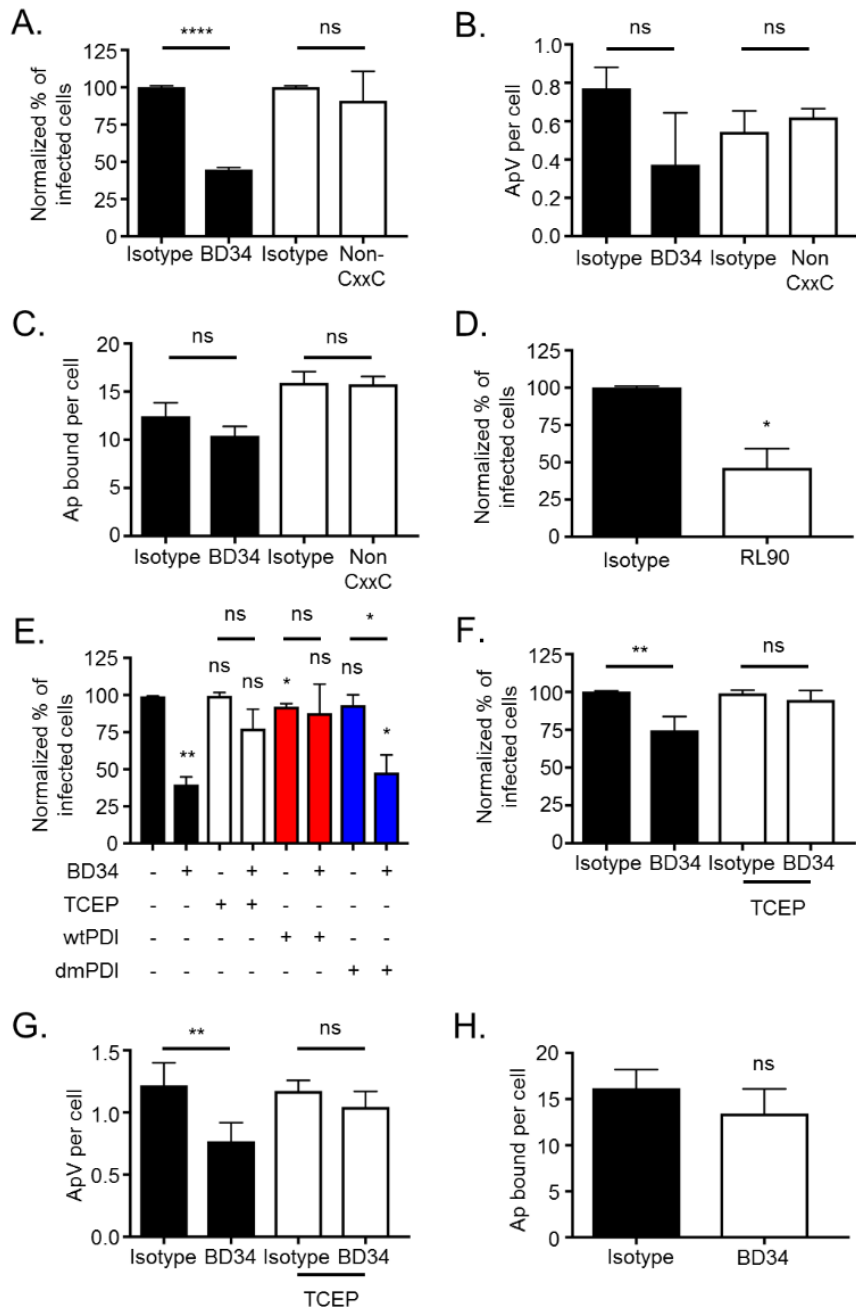 A.
Normalized % of
infected cells
125
100
75
50
25
0
****
ns
Isotype BD34 Isotype Non-
CxxC
B.
ApV per cell
1.0
0.8
0.6
0.4
0.2
0.0
ns
ns
Isotype BD34 Isotype Non
CxxC
C.
Ap bound per cell
20
15
10
5
0
ns
ns
Isotype BD34 Isotype Non
CxxC
D.
Normalized % of
infected cells
125
100
75
50
25
0
*
Isotype RL90
E.
Normalized % of
infected cells
125
100
75
50
25
0
ns ns *
** ns ns * ns ns *
BD34 - + - + - + - +
TCEP - - + + - - - -
wtPDI - - - - + + - -
dmPDI - - - - - - + +
F.
Normalized % of
infected cells
125
100
75
50
25
0
**
ns
Isotype BD34 Isotype BD34
TCEP
G.
ApV per cell
1.5
1.0
0.5
0.0
**
ns
Isotype BD34 Isotype BD34
TCEP
H.
Ap bound per cell
20
15
10
5
0
ns
Isotype BD34